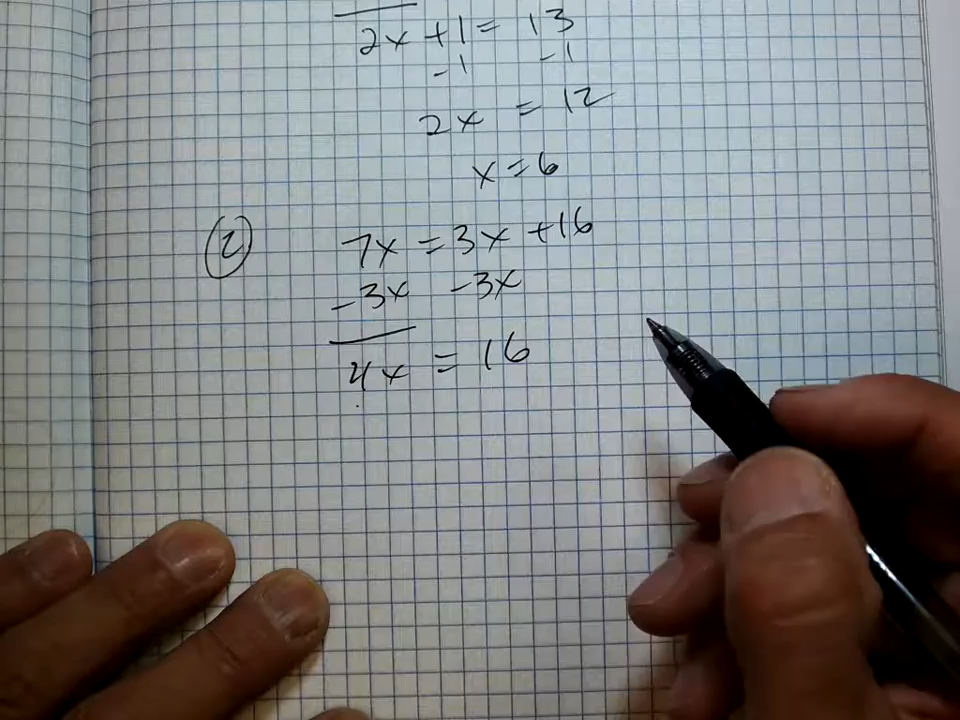 2x + 1 = 13
-1 -1
2x = 12
x = 6
② 7x = 3x + 16
-3x -3x
4x = 16